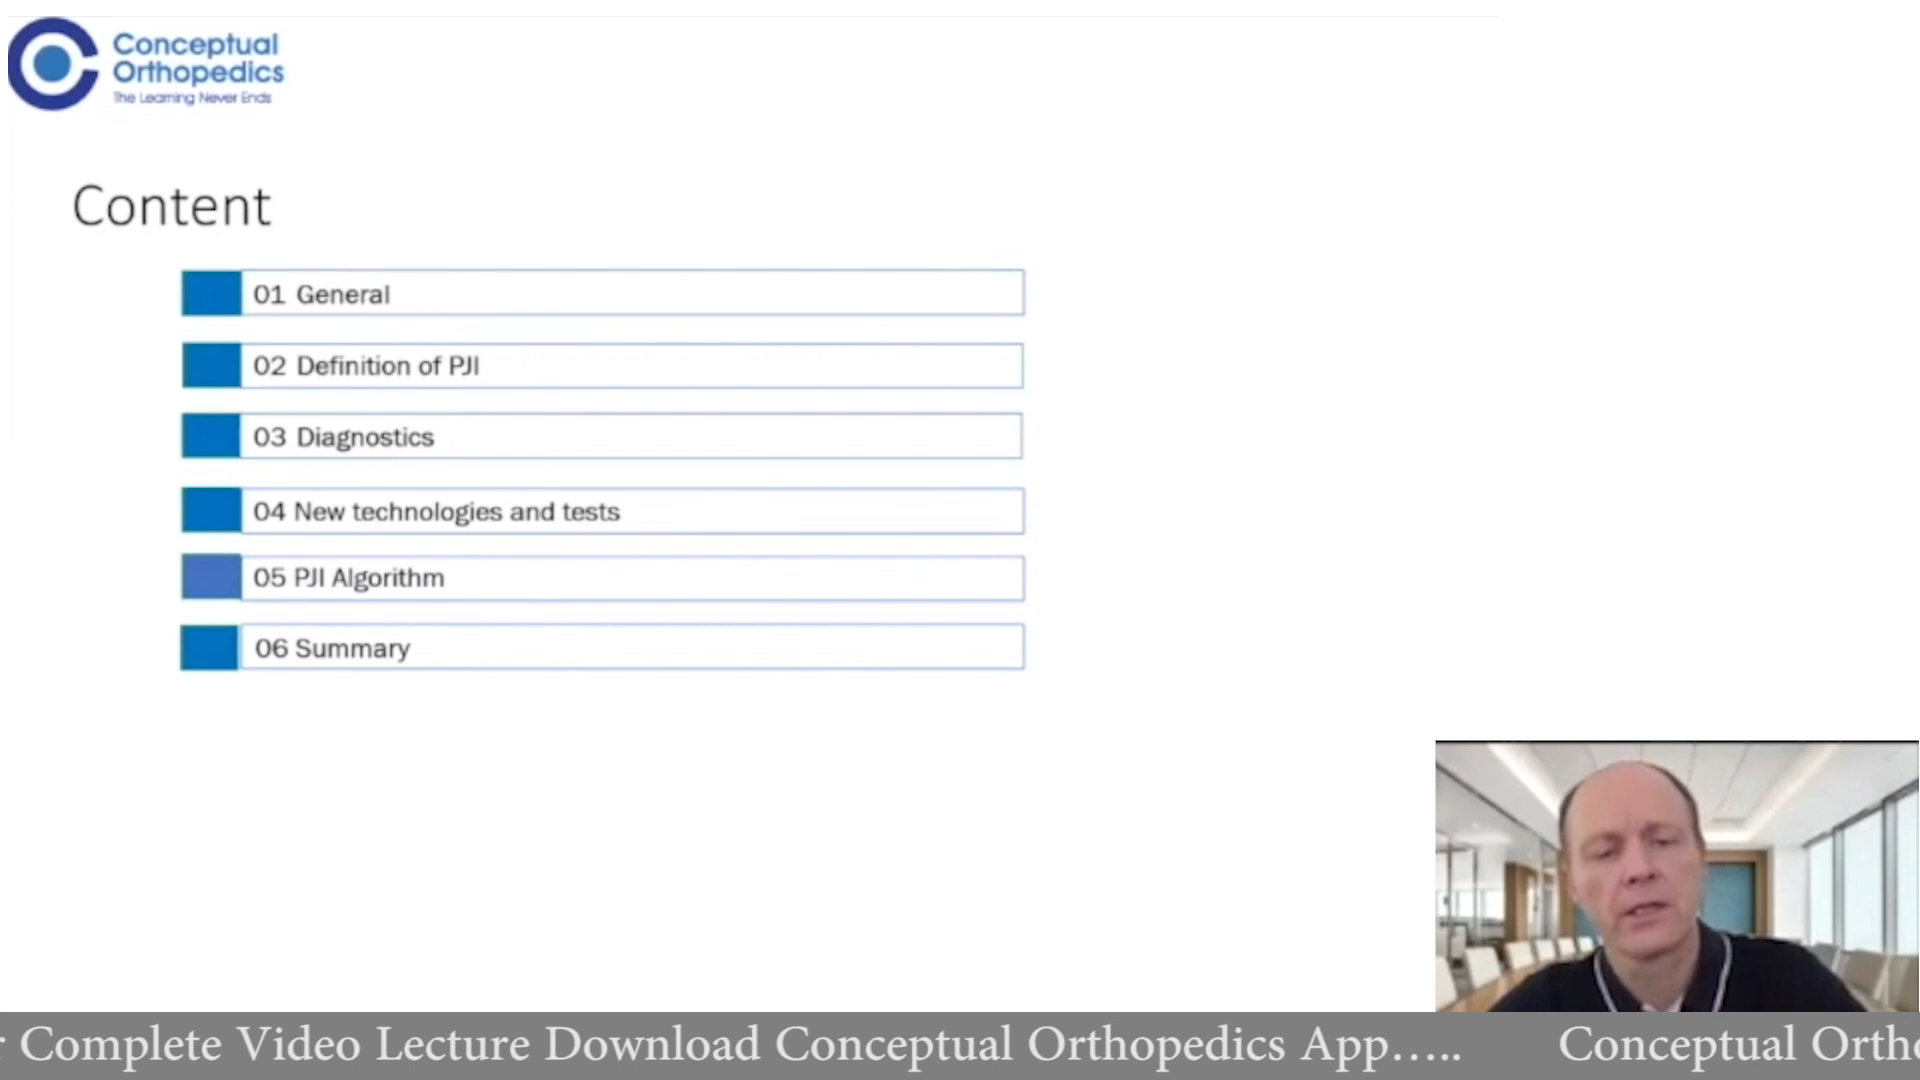 Conceptual
Orthopedics
The Learning Never Ends
Content
01 General
02 Definition of PJI
03 Diagnostics
04 New technologies and tests
05 PJI Algorithm
06 Summary
Complete Video Lecture Download Conceptual Orthopedics App..... Conceptual